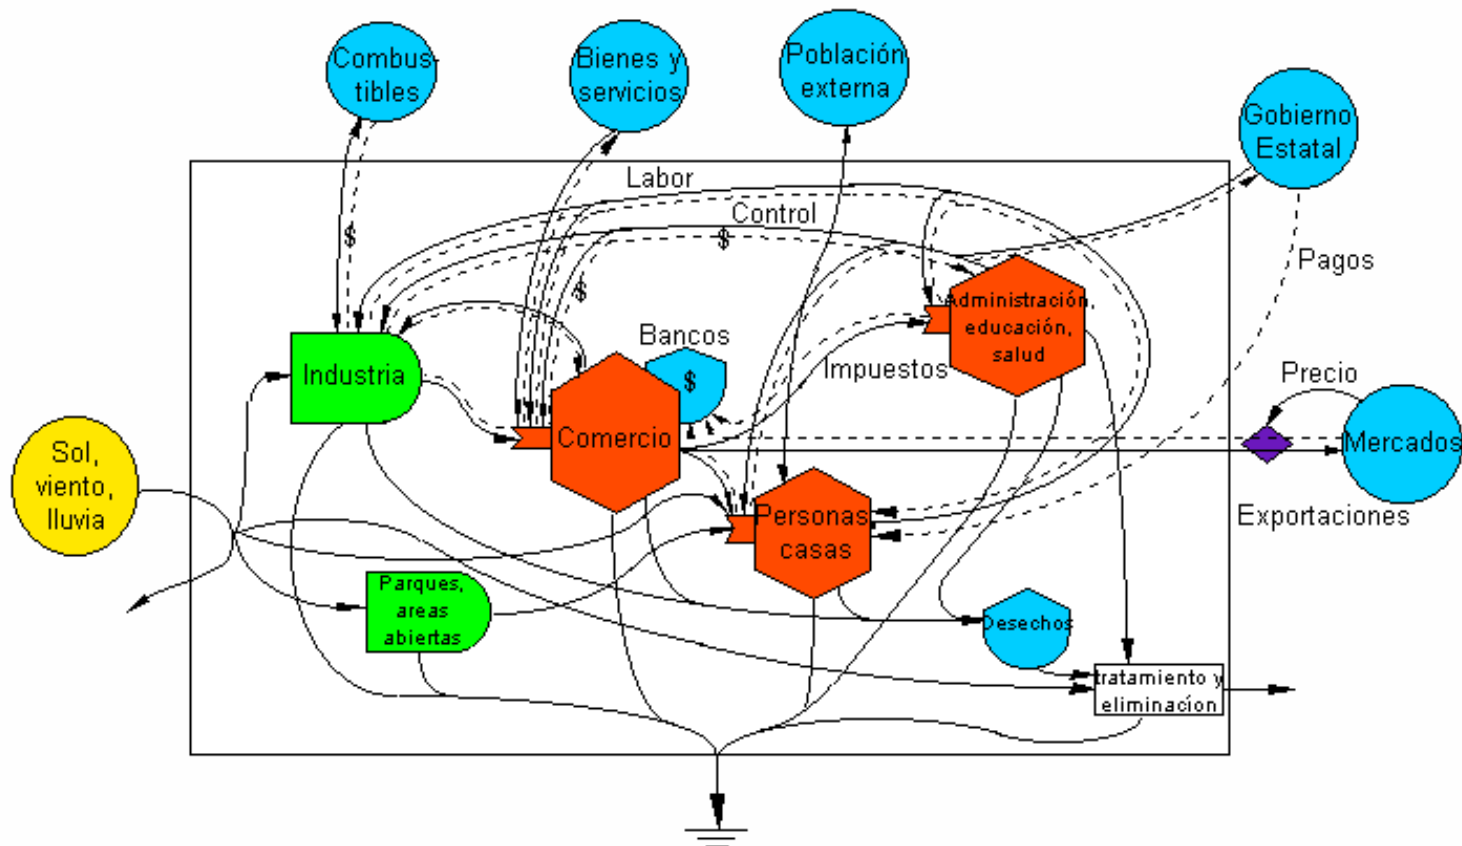 Combus-
tibles
Bienes y
servicios
Población
externa
Gobierno
Estatal
Labor
Control
$
$
$
Pagos
Bancos
$
Administración,
educación,
salud
Industria
Impuestos
Precio
Comercio
Mercados
Sol,
viento,
lluvia
Personas
casas
Exportaciones
Parques,
areas
abiertas
Desechos
tratamiento y
eliminacíon